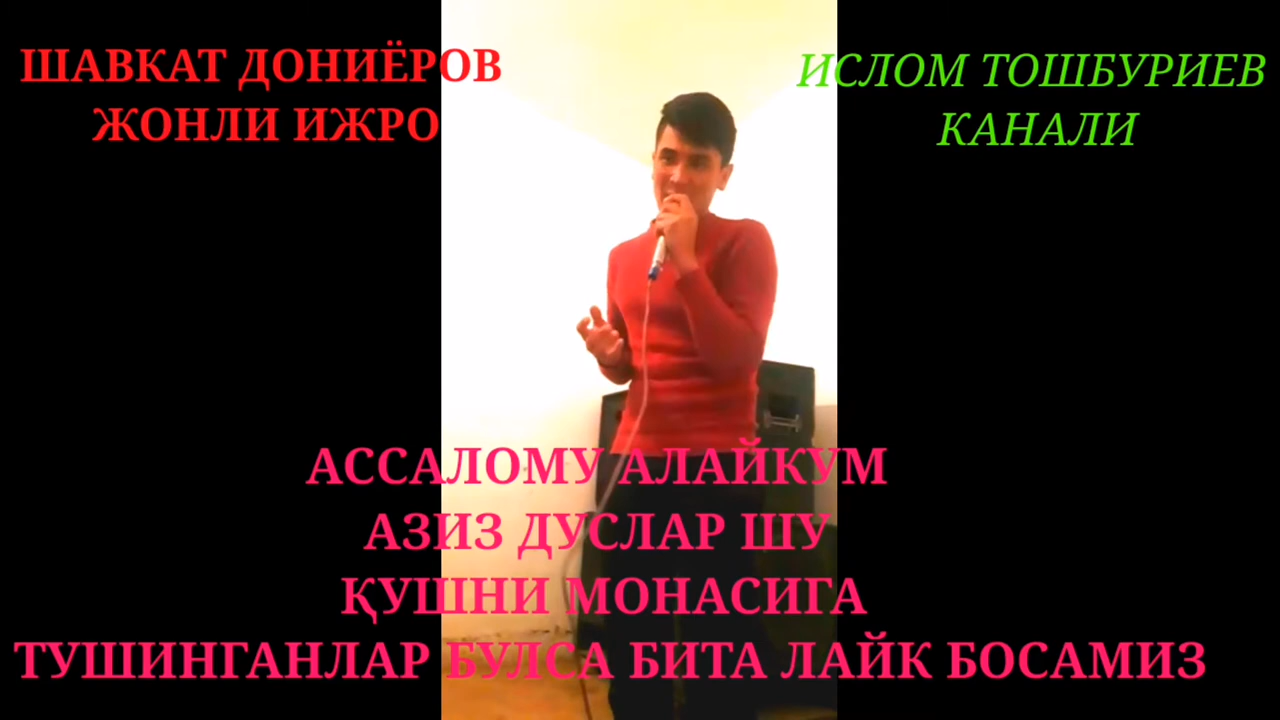 ШАВКАТ ДОНИЁРОВ
ЖОНЛИ ИЖРО
ИСЛОМ ТОШБУРИЕВ
КАНАЛИ
АССАЛОМУ АЛАЙКУМ
АЗИЗ ДУСЛАР ШУ
ҚУШНИ МОНАСИГА
ТУШИНГАНЛАР БУЛСА БИТА ЛАЙК БОСАМИЗ